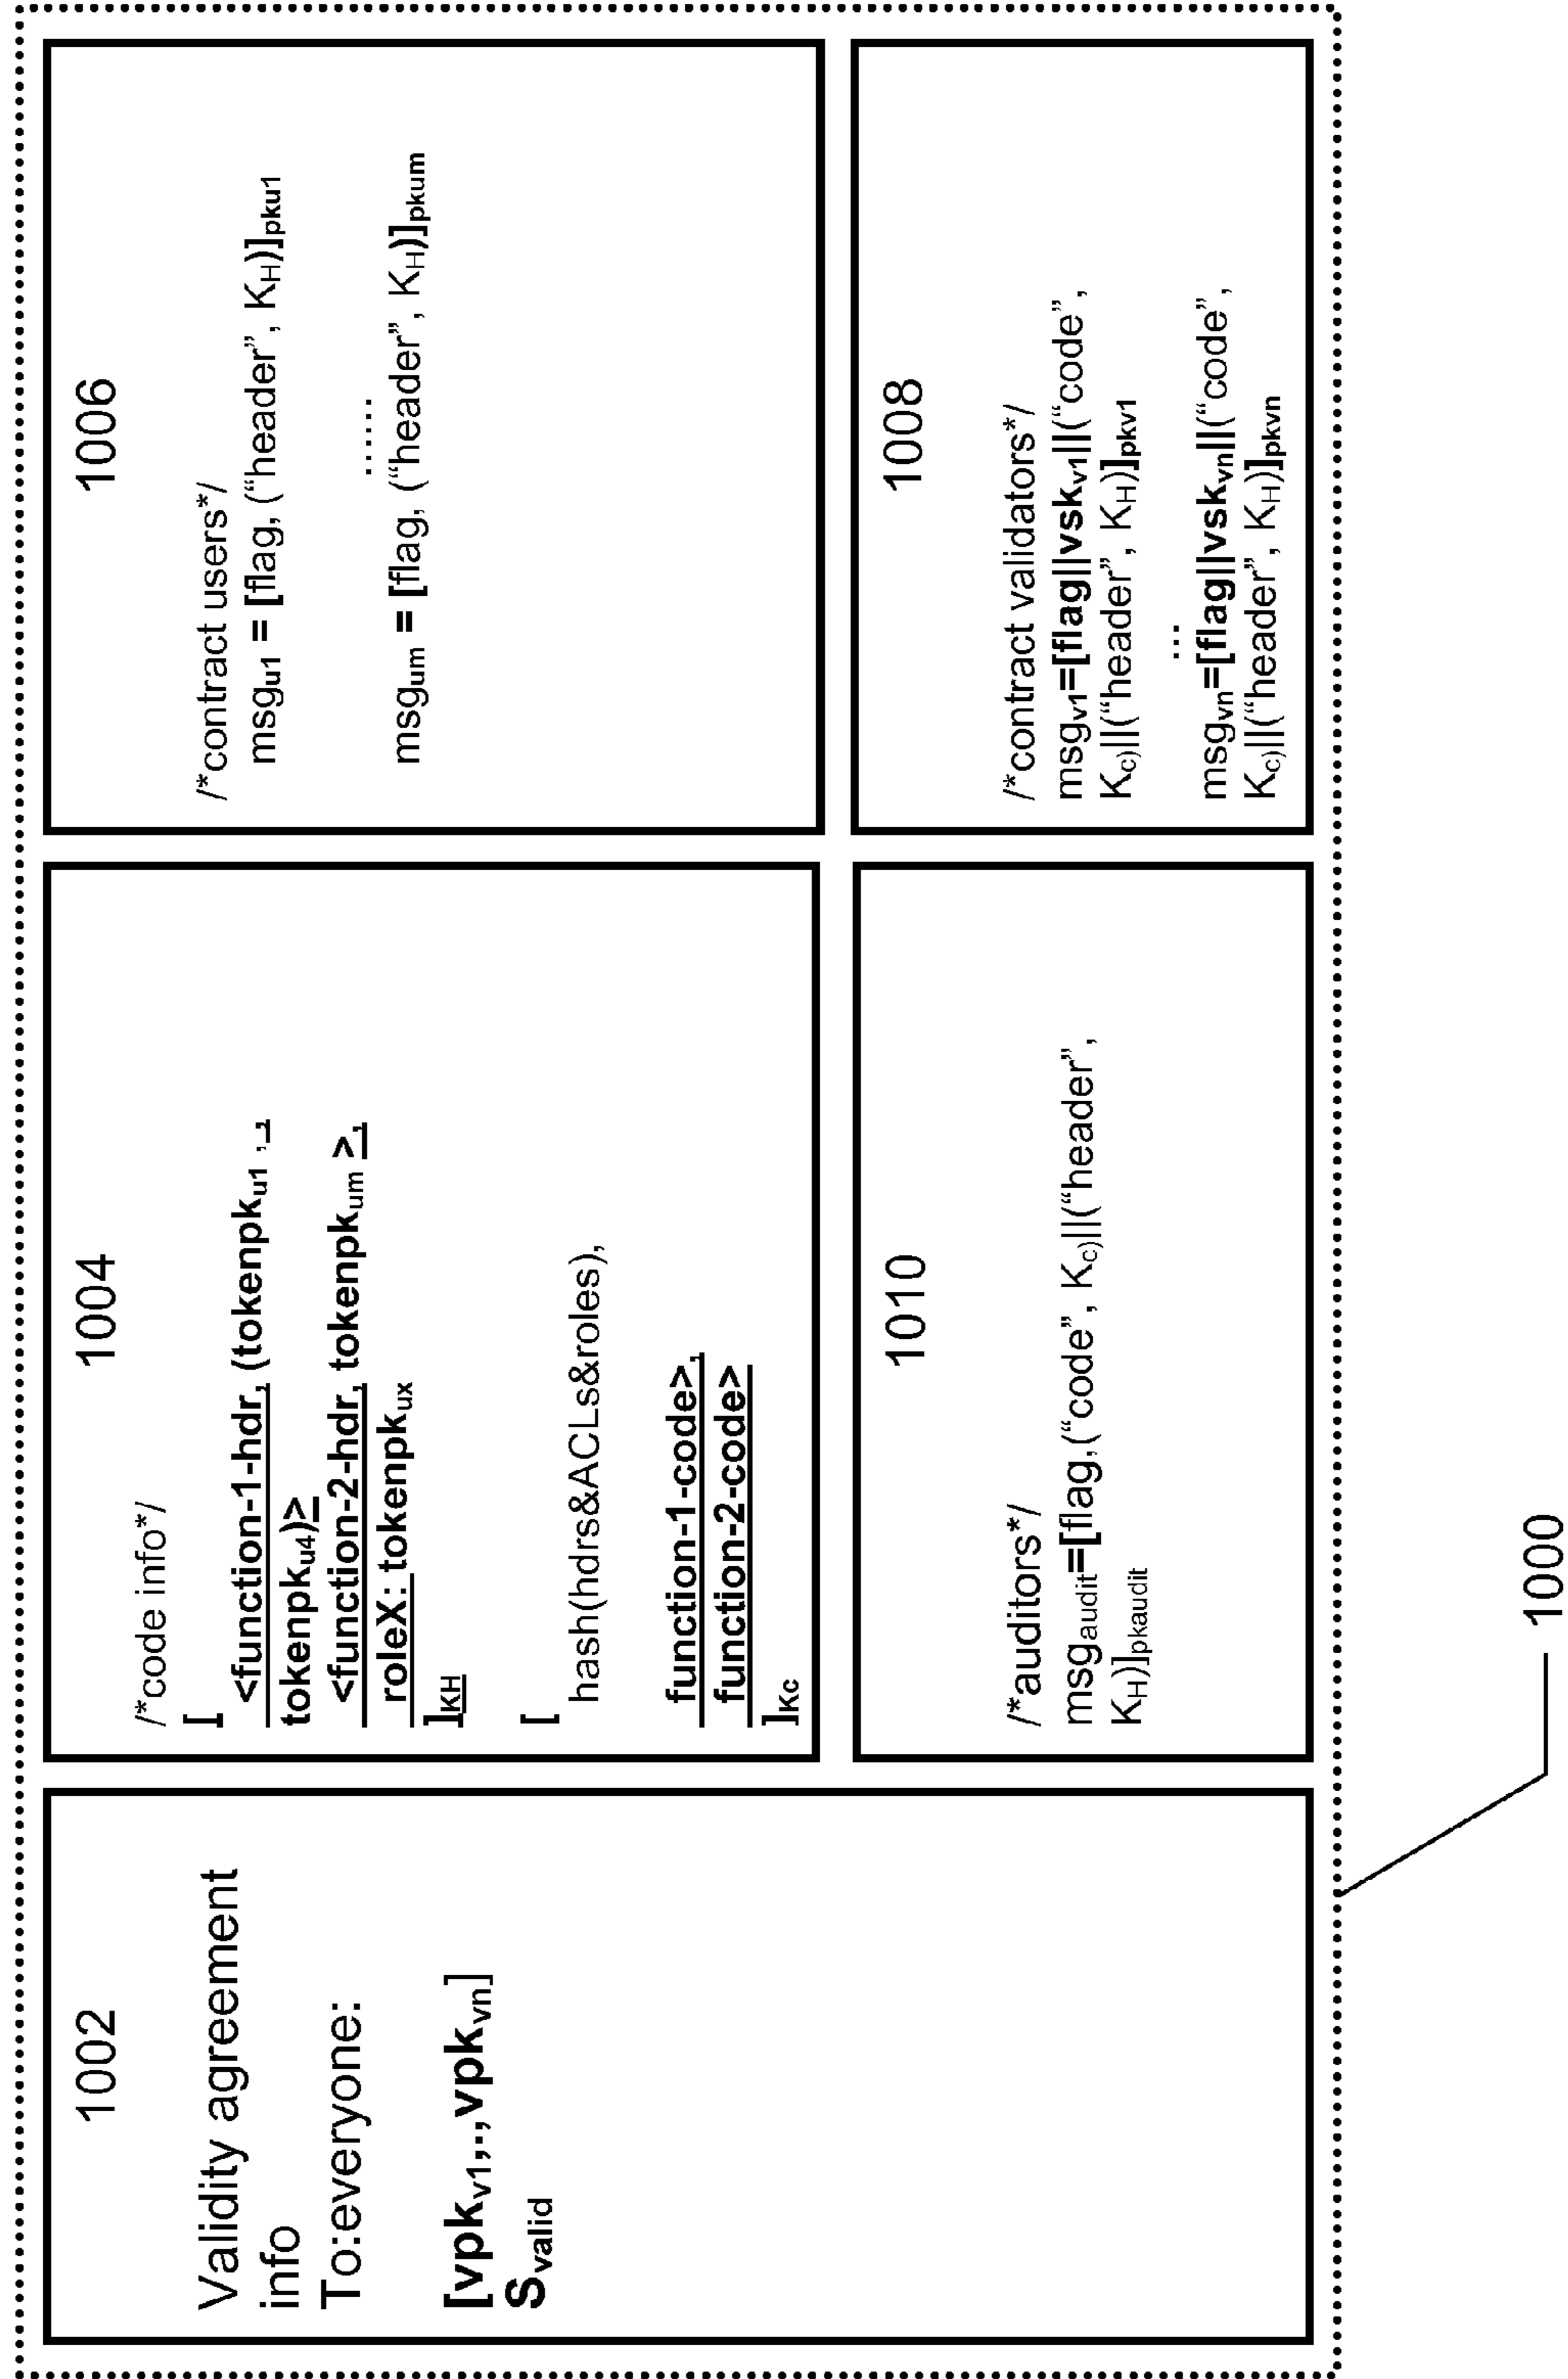 1002
Validity agreement
info
To:everyone:
[vpkv1,.,vpkvn]
Svalid
1004
/*code info*/
[
<function-1-hdr, (tokenpku1 , ,
tokenpku4)>
<function-2-hdr, tokenpkum >,
roleX: tokenpkux
]KH
[
hash(hdrs&ACLs&roles),
function-1-code>,
function-2-code>
]Kc
1006
/*contract users*/
msgu1 = [flag, (“header”, KH)]pku1
......
msgum = [flag, (“header”, KH)]pkum
1010
/*auditors*/
msgaudit=[flag,(“code”, Kc)||(“header”,
KH)]pkaudit
1008
/*contract validators*/
msgv1=[flag||vskv1||(“code”,
Kc)||(“header”, KH)]pkv1
...
msgvn=[flag||vskvn||(“code”,
Kc)||(“header”, KH)]pkvn
1000